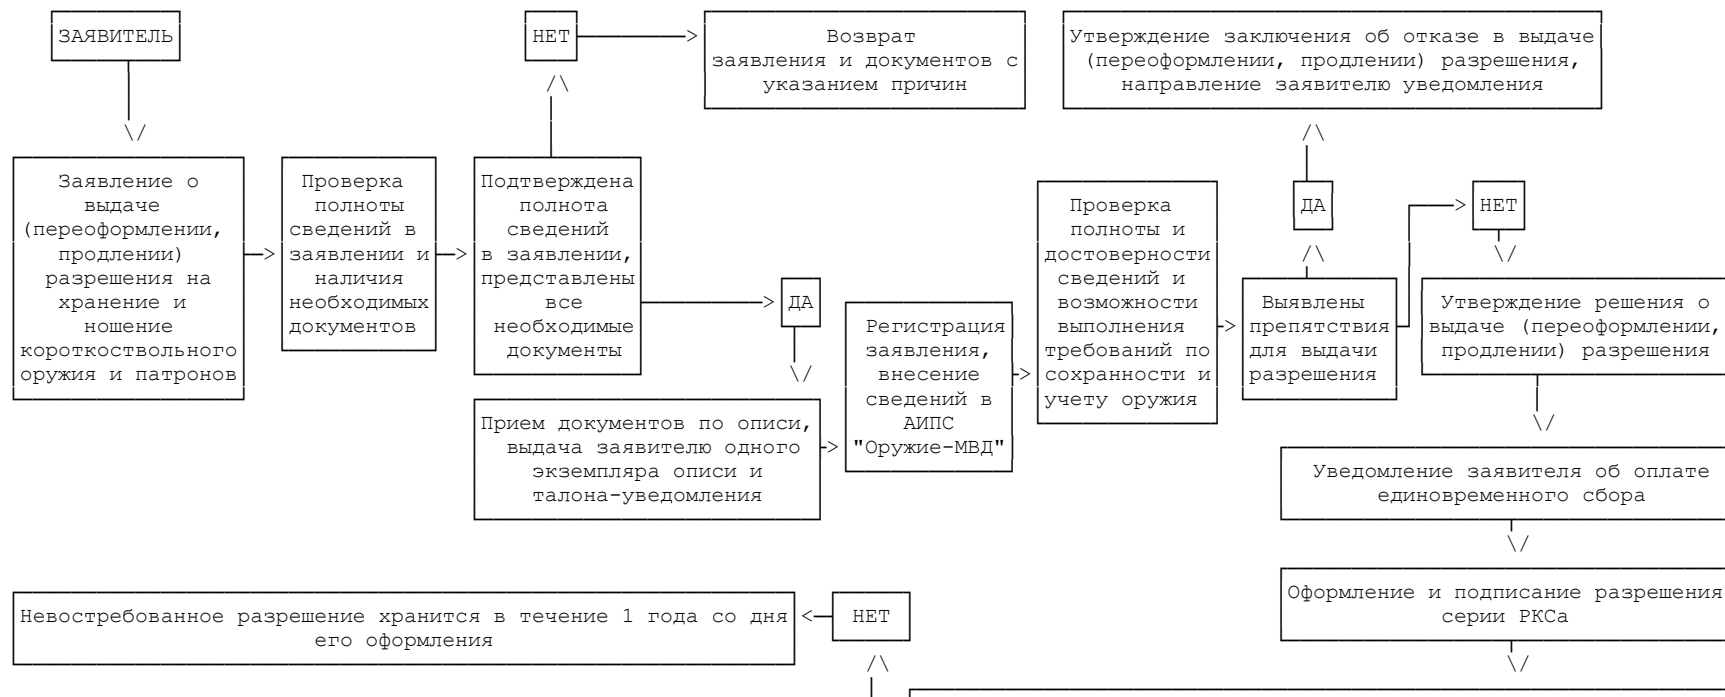 ЗАЯВИТЕЛЬ
НЕТ
Возврат
заявления и документов с
указанием причин
Утверждение заключения об отказе в выдаче
(переоформлении, продлении) разрешения,
направление заявителю уведомления
Заявление о
выдаче
(переоформлении,
продлении)
разрешения на
хранение и
ношение
короткоствольного
оружия и патронов
Проверка
полноты
сведений в
заявлении и
наличия
необходимых
документов
Подтверждена
полнота
сведений
в заявлении,
представлены
все
необходимые
документы
ДА
Прием документов по описи,
выдача заявителю одного
экземпляра описи и
талона-уведомления
Регистрация
заявления,
внесение
сведений в
АИПС
"Оружие-МВД"
Проверка
полноты и
достоверности
сведений и
возможности
выполнения
требований по
сохранности и
учету оружия
ДА
Выявлены
препятствия
для выдачи
разрешения
НЕТ
Утверждение решения о
выдаче (переоформлении,
продлении) разрешения
Уведомление заявителя об оплате
единовременного сбора
Оформление и подписание разрешения
серии РКСа
НЕТ
Невостребованное разрешение хранится в течение 1 года со дня
его оформления